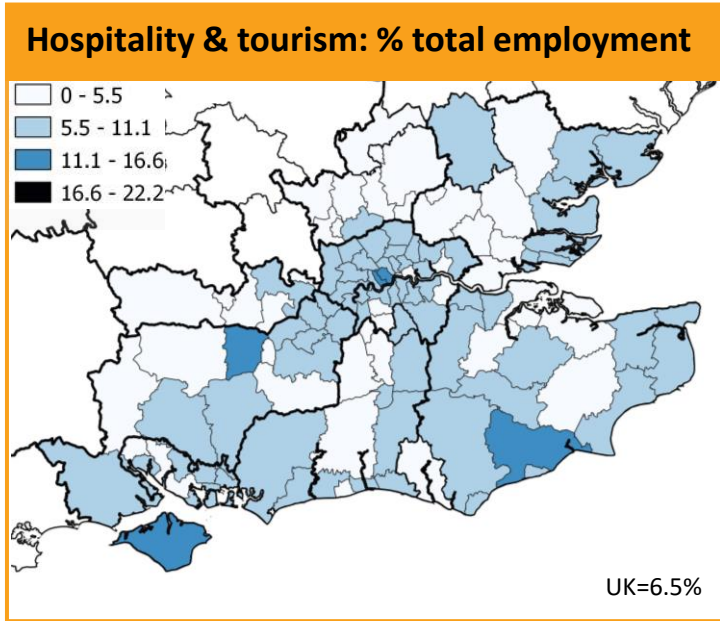 Hospitality & tourism: % total employment
0 - 5.5
5.5 - 11.1
11.1 - 16.6
16.6 - 22.2
UK=6.5%